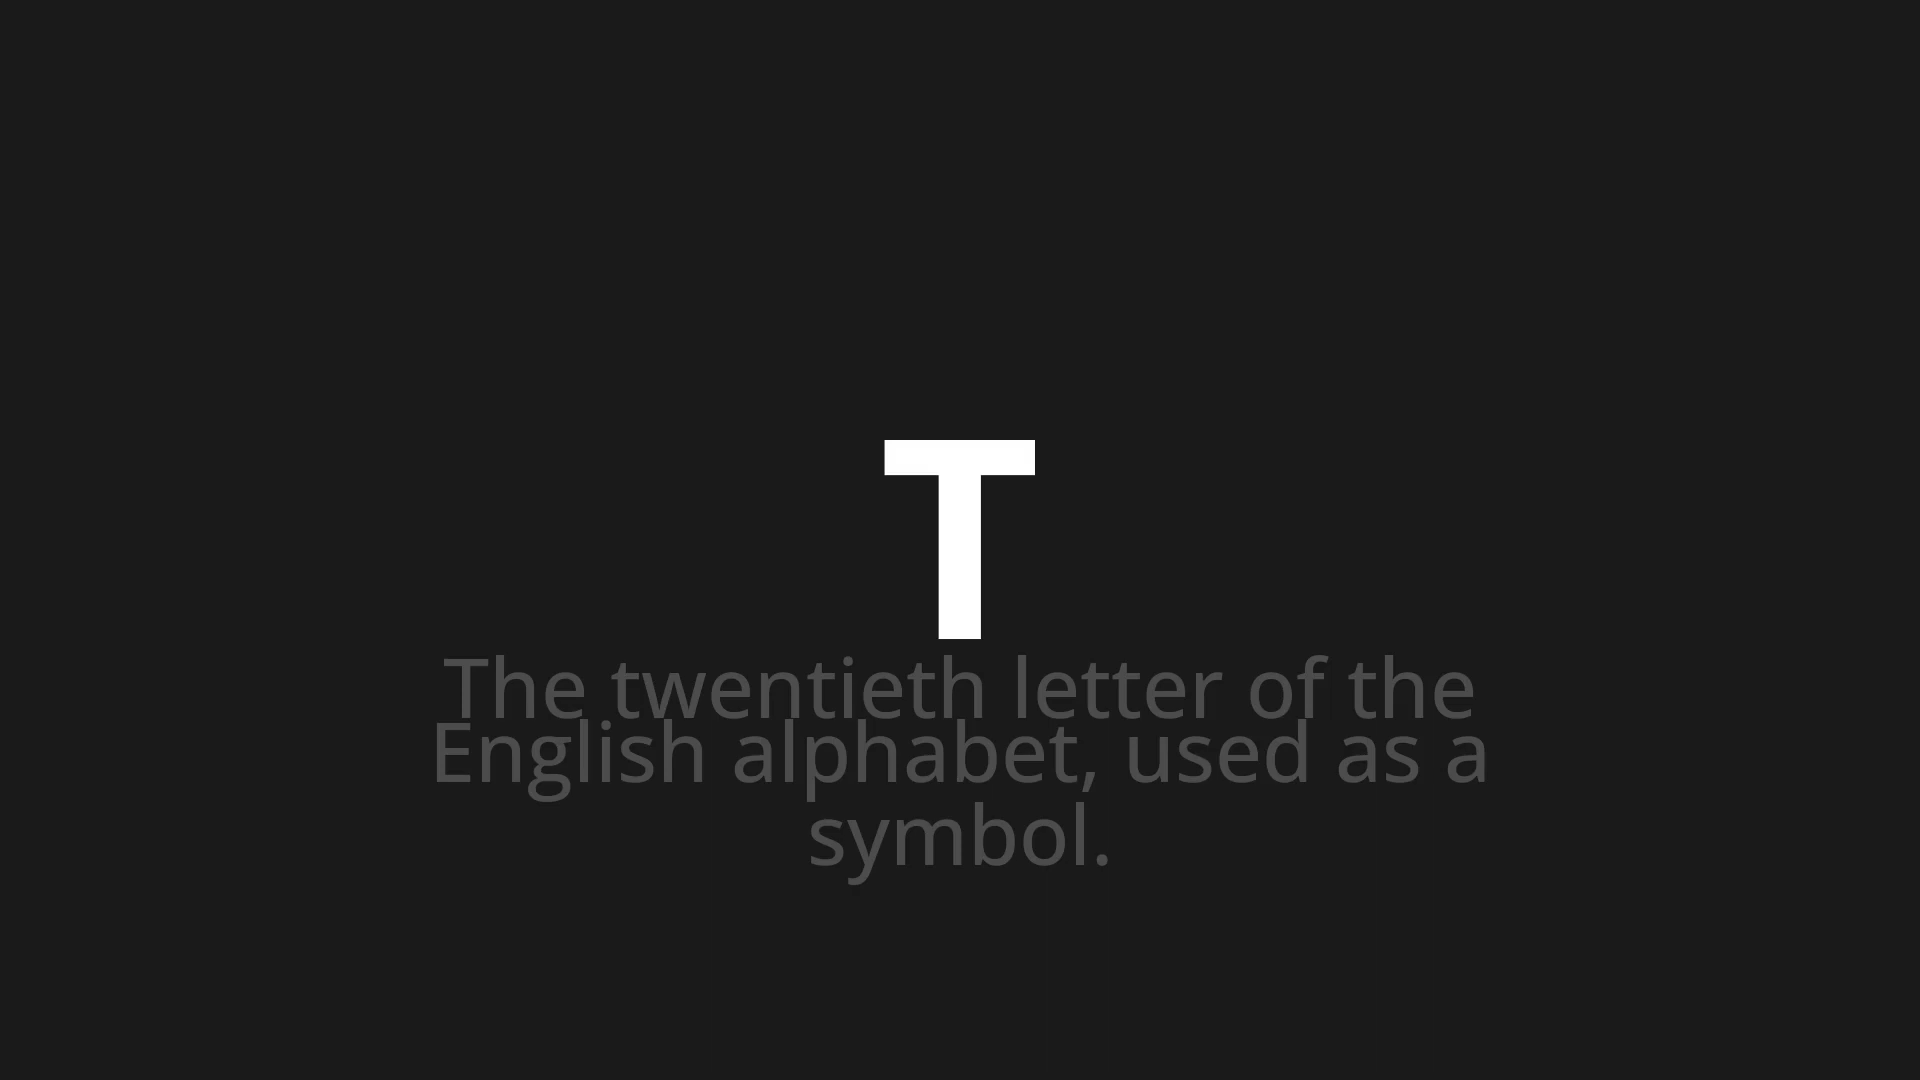 T
The twentieth letter of the
English alphabet, used as a
symbol.